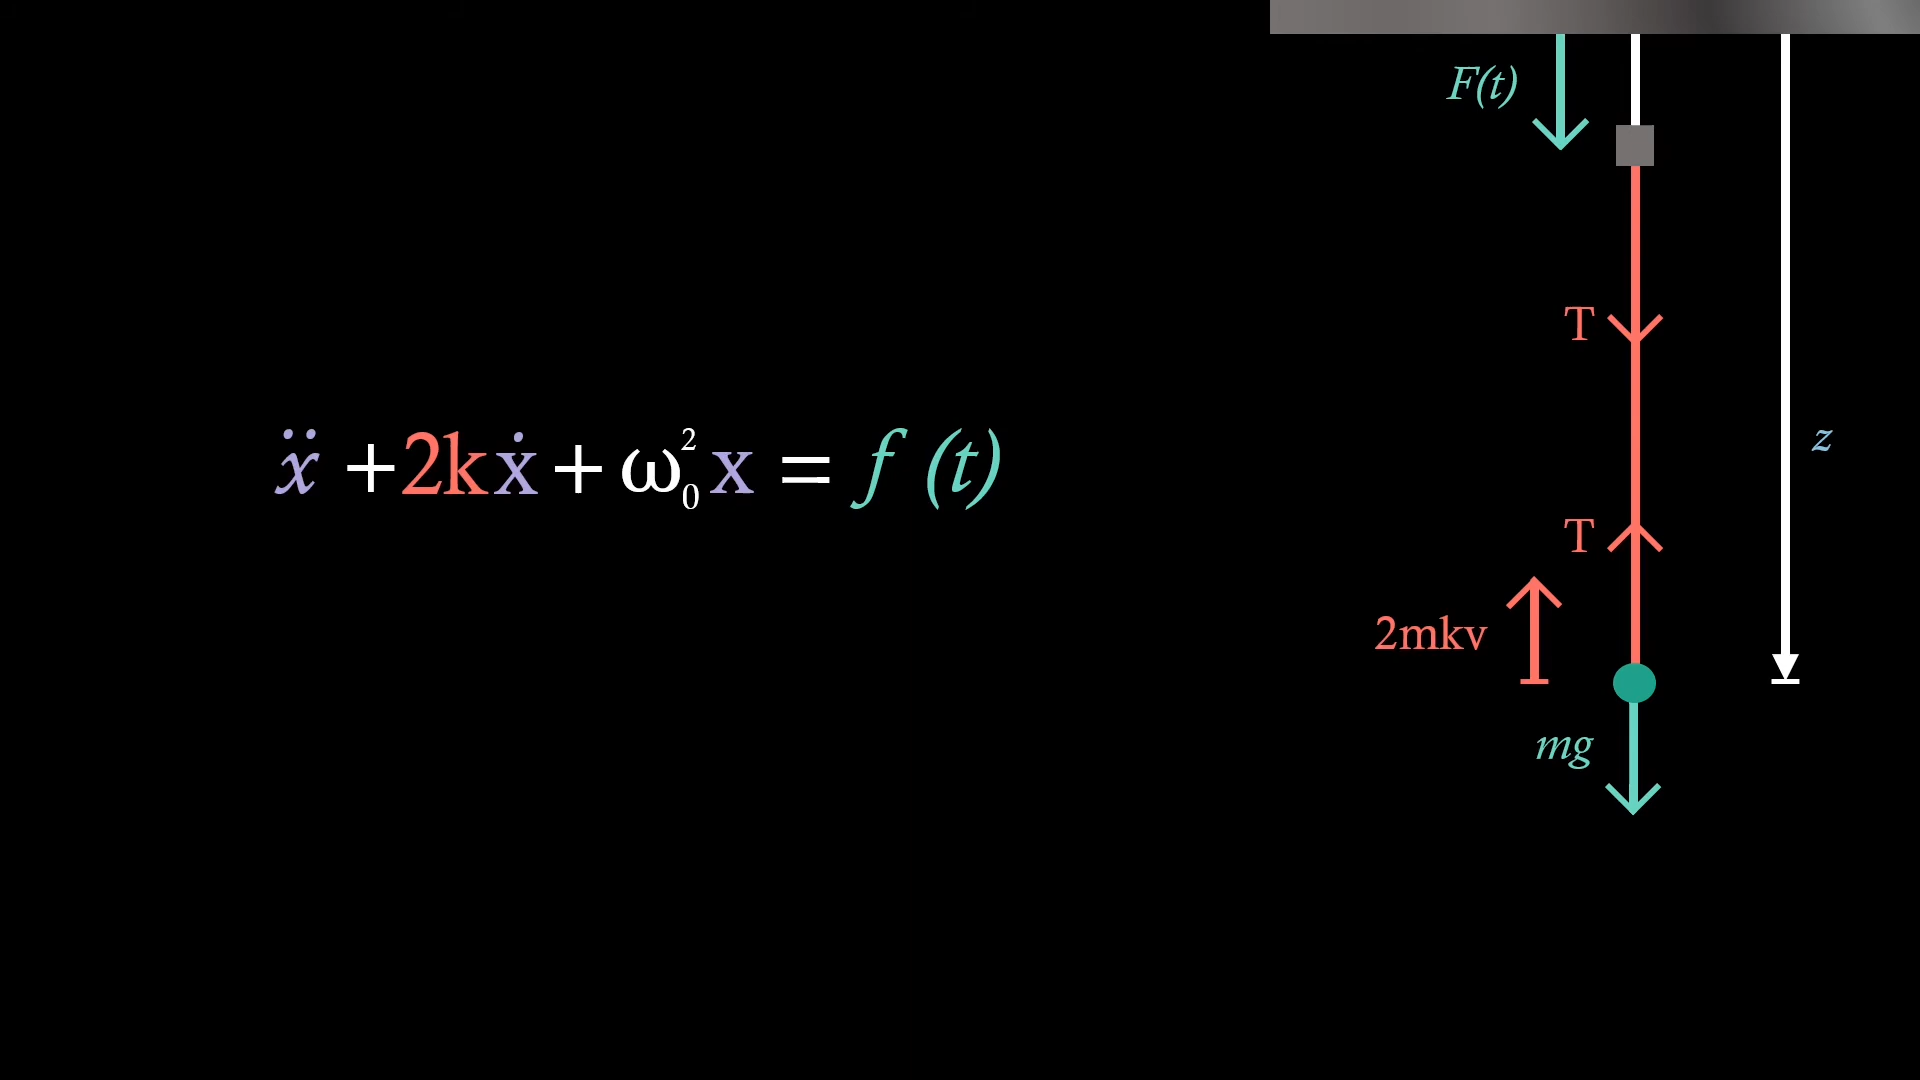 F(t)
T
ẍ + 2kẋ + ω₀²x = f (t)
z
T
2mkv
mg